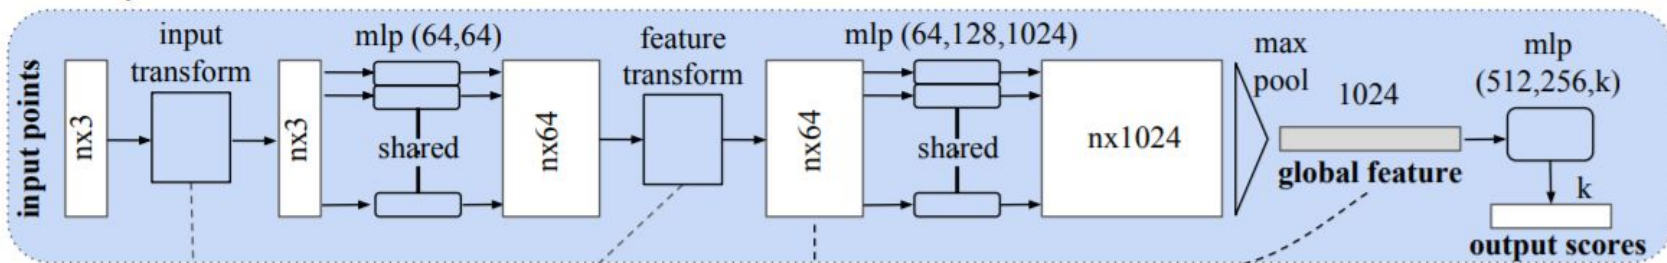 input points
nx3
input
transform
nx3
mlp (64,64)
shared
nx64
feature
transform
nx64
mlp (64,128,1024)
shared
nx1024
max
pool
1024
global feature
mlp
(512,256,k)
k
output scores